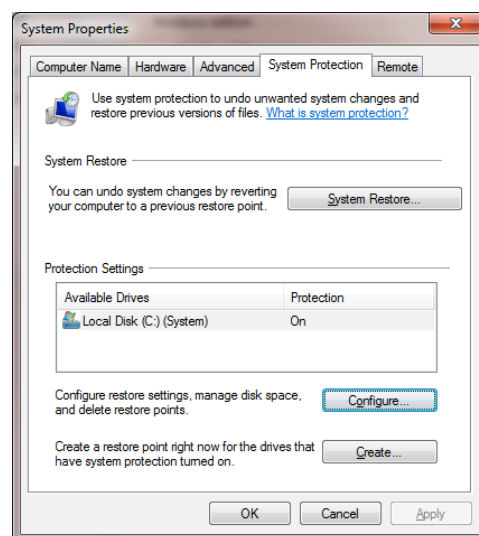 System Properties
Computer Name
Hardware
Advanced
System Protection
Remote
Use system protection to undo unwanted system changes and
restore previous versions of files. What is system protection?
System Restore
You can undo system changes by reverting
your computer to a previous restore point.
System Restore...
Protection Settings
Available Drives
Protection
Local Disk (C:) (System)
On
Configure restore settings, manage disk space,
and delete restore points.
Configure...
Create a restore point right now for the drives that
have system protection turned on.
Create...
OK
Cancel
Apply